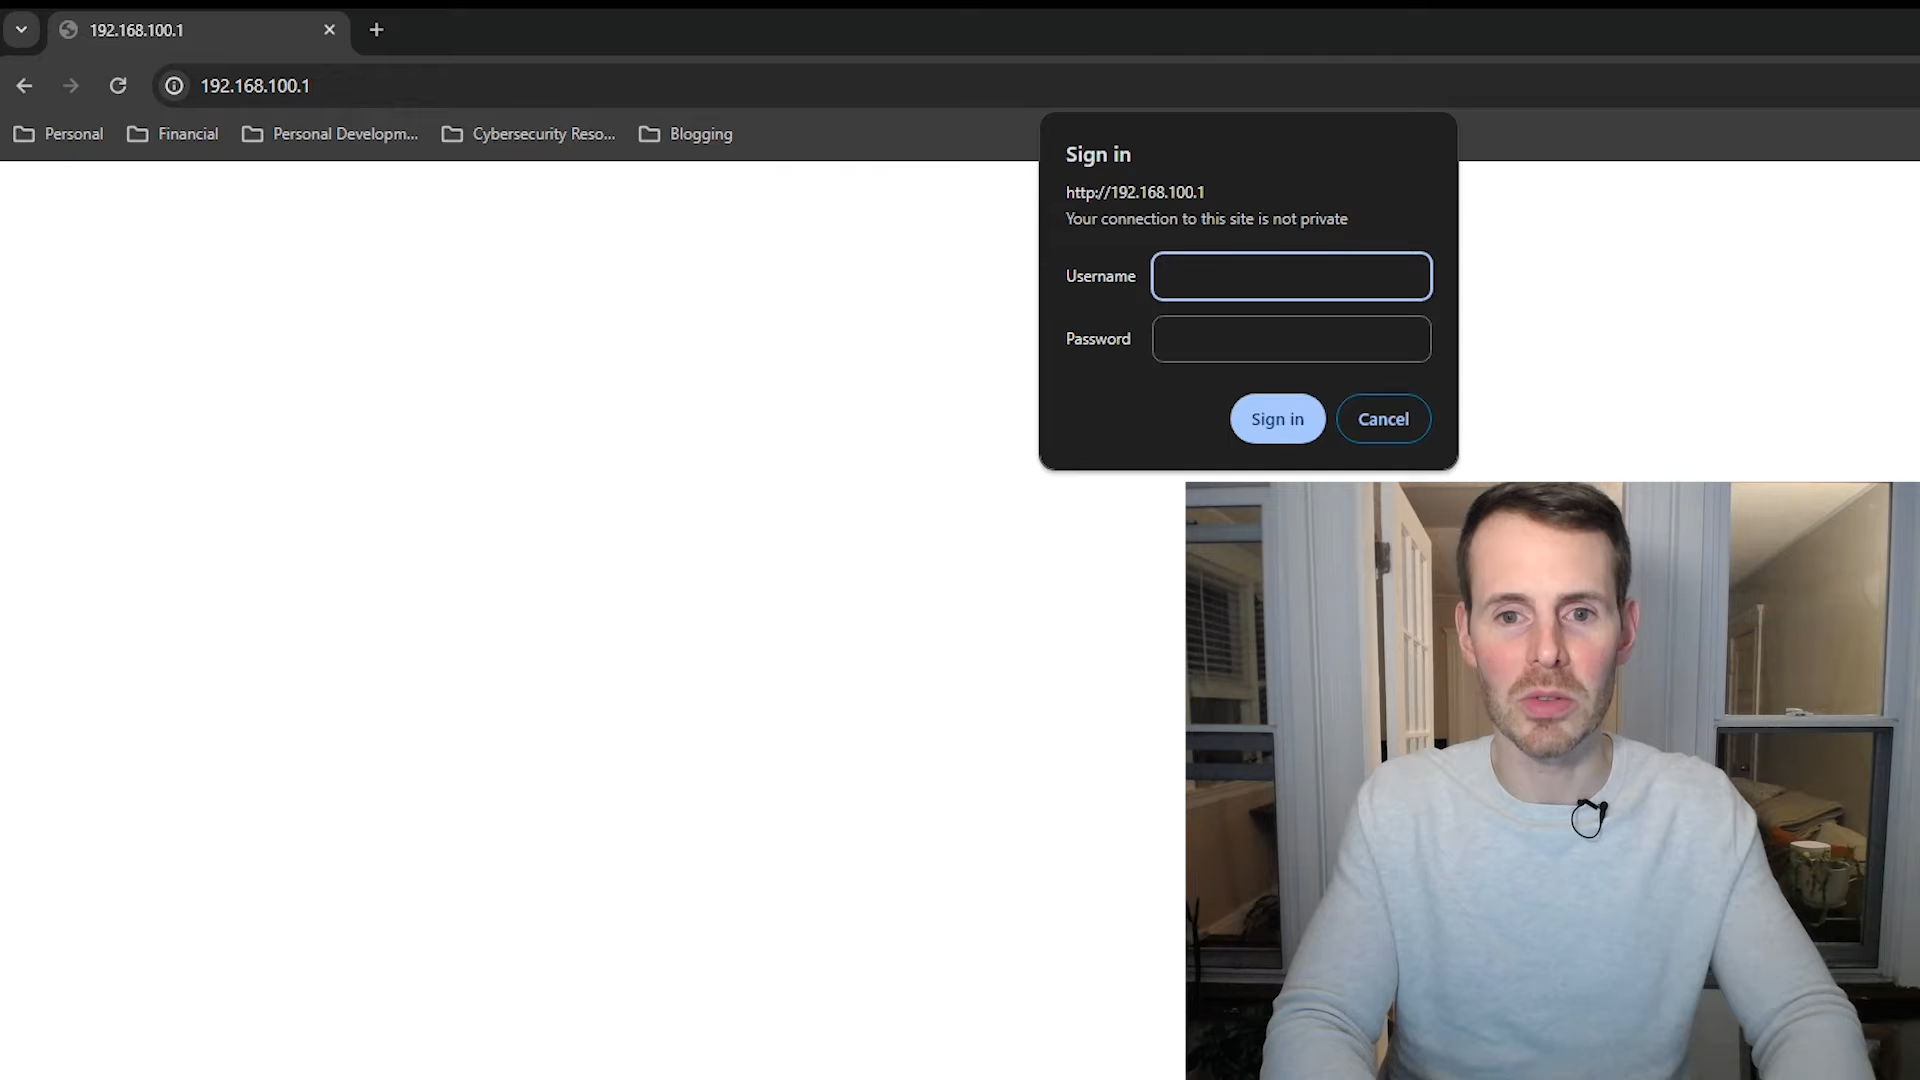 192.168.100.1
192.168.100.1
Personal
Financial
Personal Developm...
Cybersecurity Reso...
Blogging
Sign in
http://192.168.100.1
Your connection to this site is not private
Username
Password
Sign in
Cancel